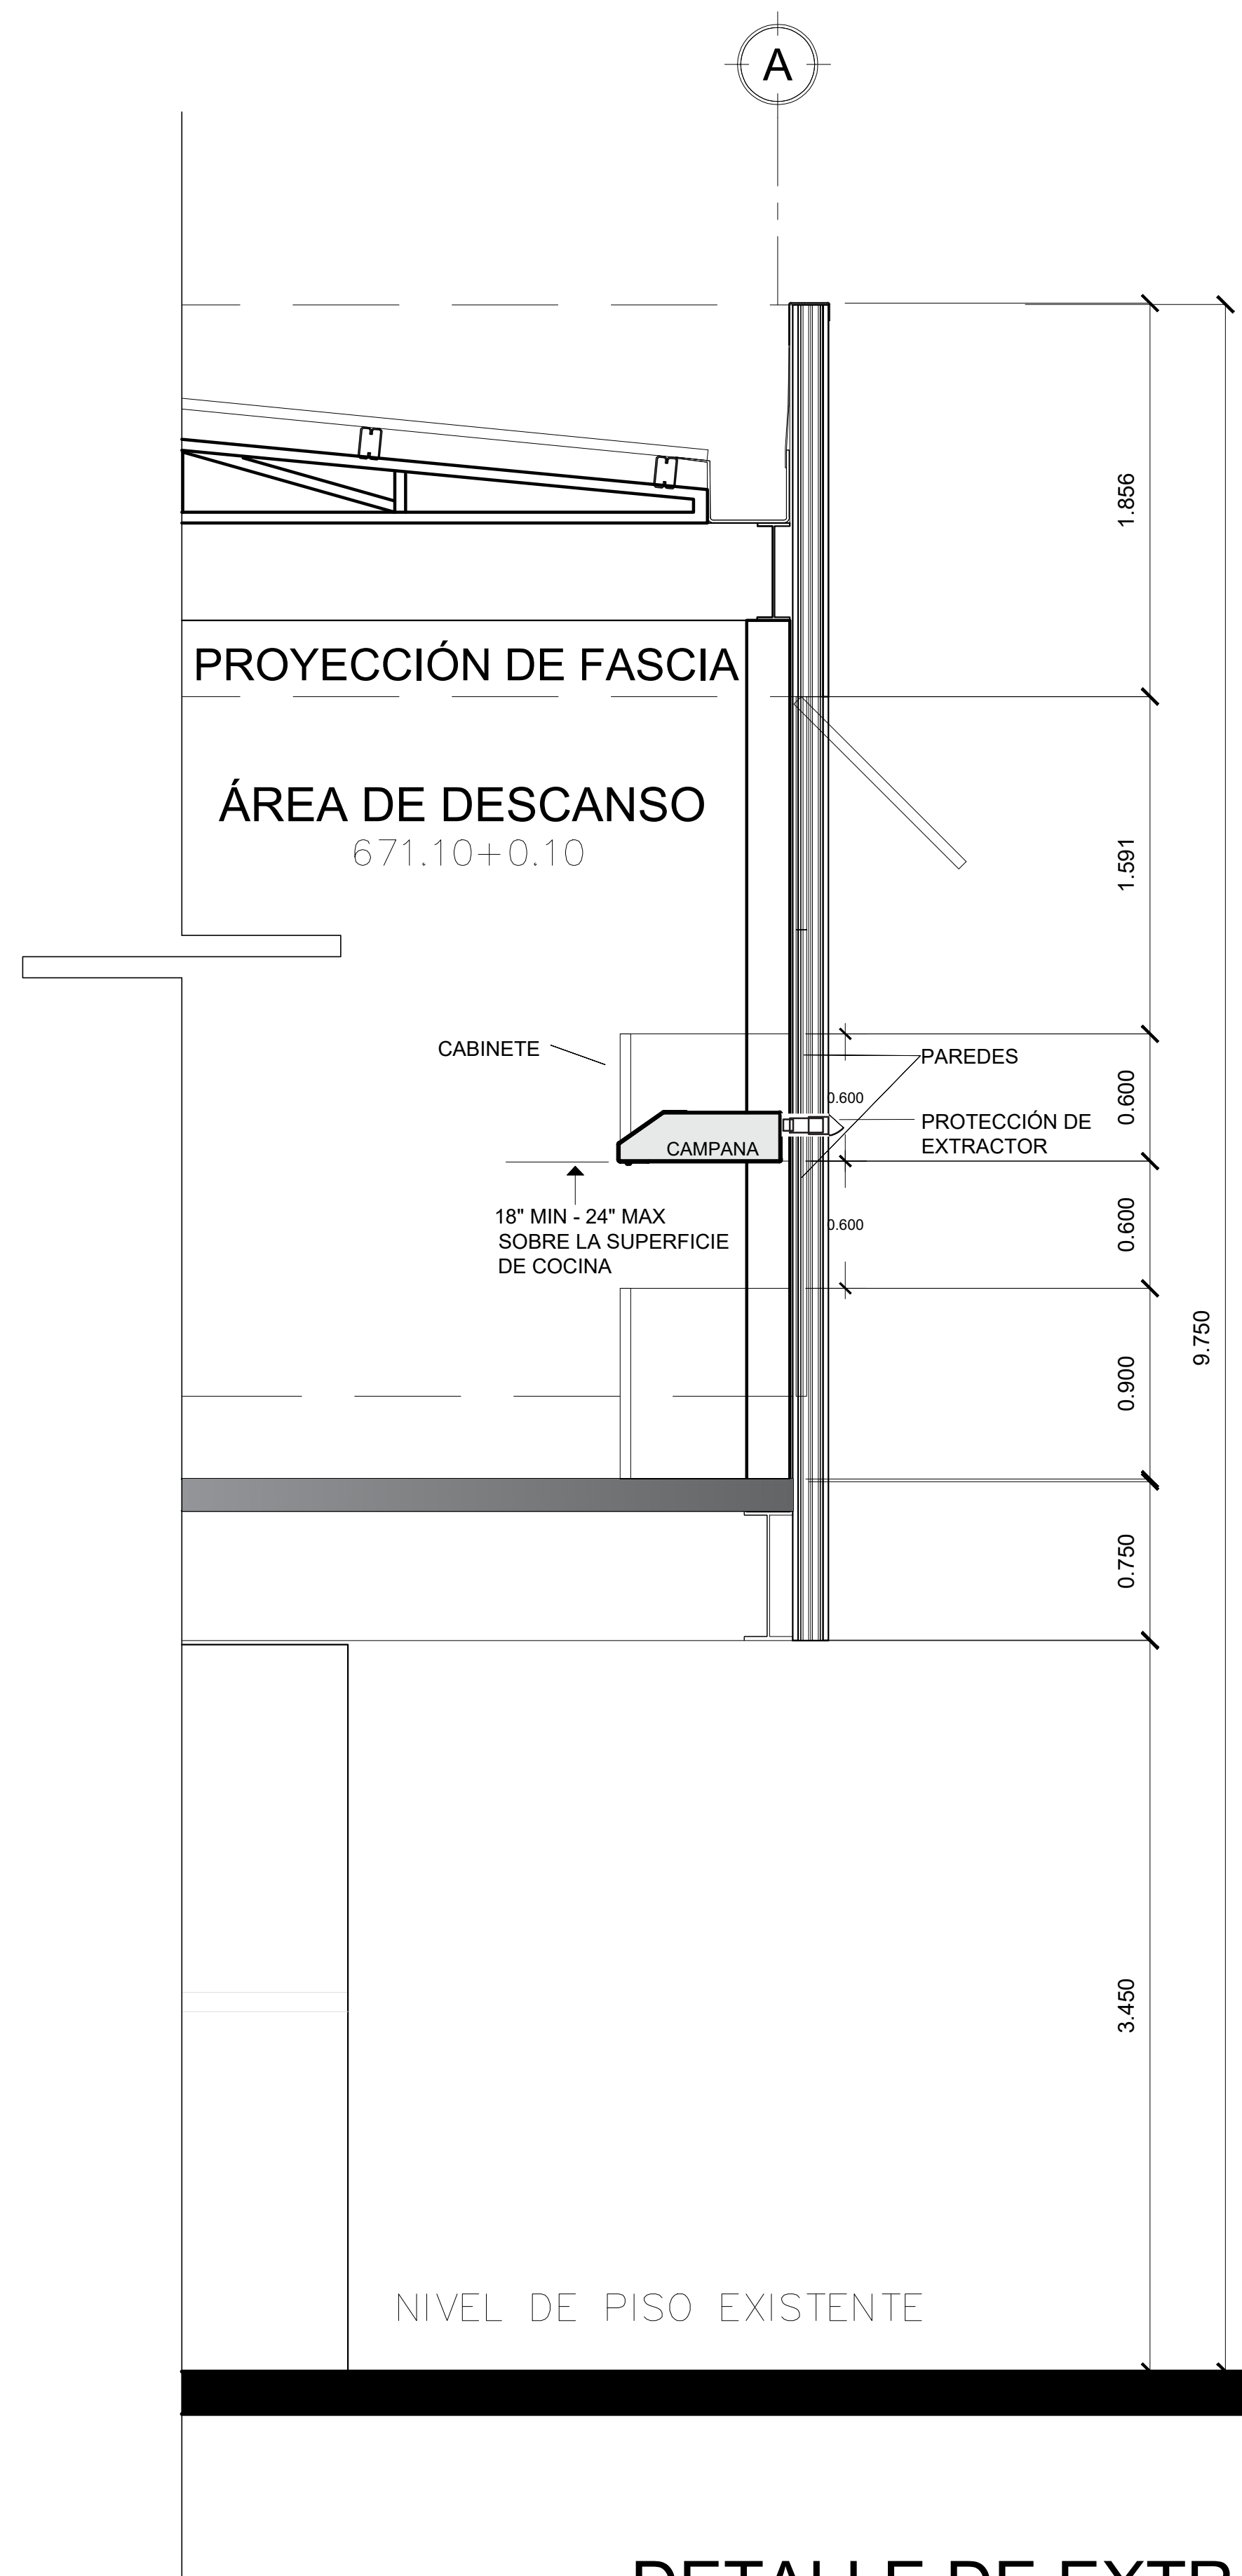 A
1.856
PROYECCIÓN DE FASCIA
ÁREA DE DESCANSO
671.10+0.10
1.591
CABINETE
PAREDES
0.600
0.600
PROTECCIÓN DE
EXTRACTOR
CAMPANA
18" MIN - 24" MAX
SOBRE LA SUPERFICIE
DE COCINA
0.600
0.600
9.750
0.900
0.750
3.450
NIVEL DE PISO EXISTENTE